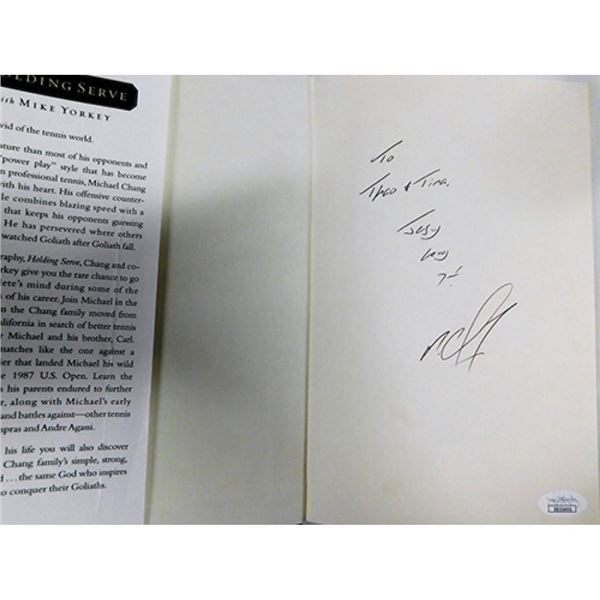 OLDING SERVE
ith MIKE YORKEY
vid of the tennis world.
ature than most of his opponents and
"power play" style that has become
n professional tennis, Michael Chang
ith his heart. His offensive counter-
le combines blazing speed with a
that keeps his opponents guessing
He has persevered where others
watched Goliath after Goliath fall.
graphy, Holding Serve, Chang and co-
rkey give you the rare chance to go
lete's mind during some of the
of his career. Join Michael in the
n the Chang family moved from
alifornia in search of better tennis
r Michael and his brother, Carl.
matches like the one against a
ier that landed Michael his wild
e 1987 U.S. Open. Learn the
s his parents endured to further
r, along with Michael's early
and battles against—other tennis
mpras and Andre Agassi.
his life you will also discover
Chang family's simple, strong,
d . . . the same God who inspires
o conquer their Goliaths.
To
Theo & Tina,
Jesus
loves
ya!
JSA